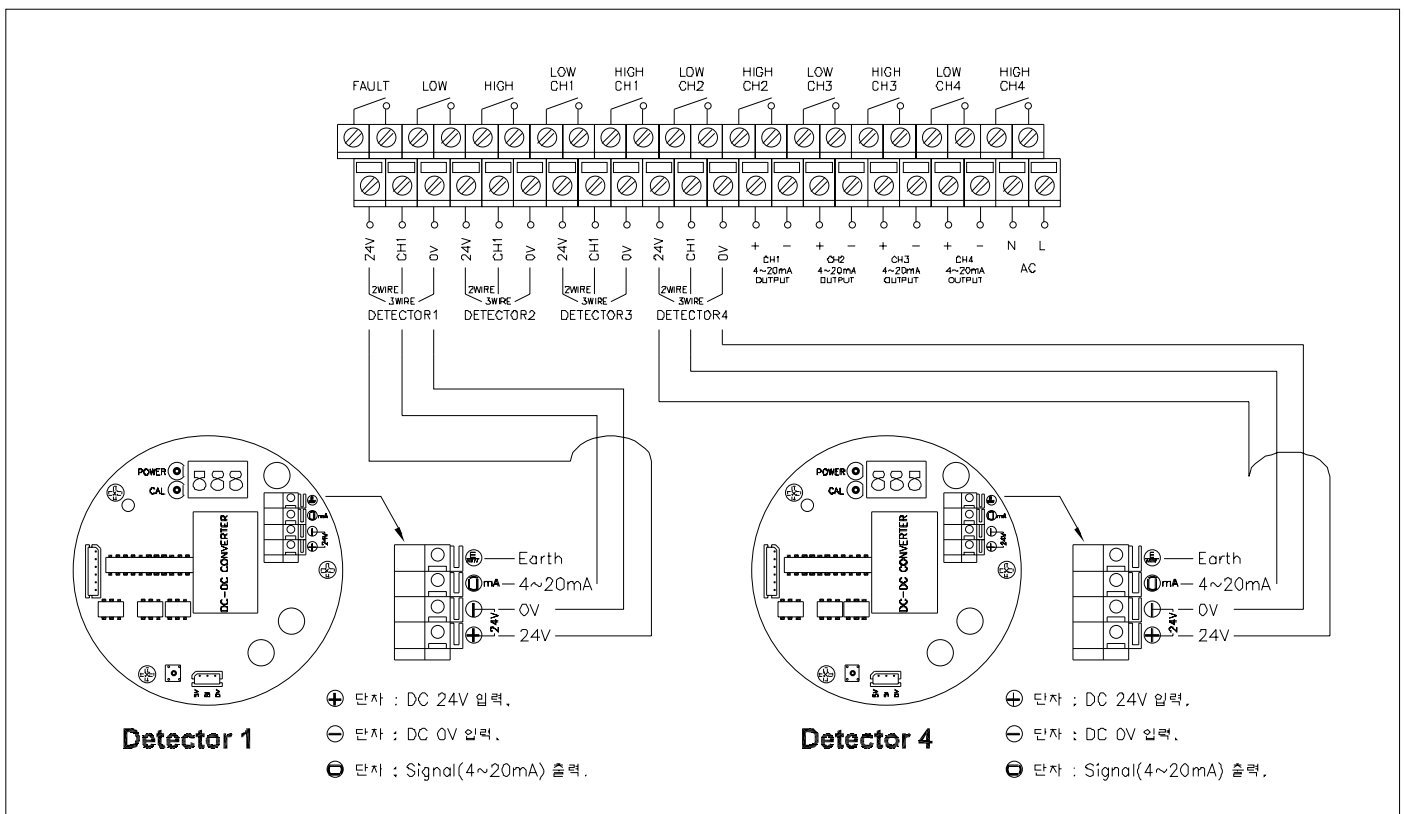 FAULT LOW HIGH LOW CH1 HIGH CH1 LOW CH2 HIGH CH2 LOW CH3 HIGH CH3 LOW CH4 HIGH CH4
24V CH1 0V 24V CH1 0V 24V CH1 0V 24V CH1 0V + − + − + − + − N L
CH1 4~20mA OUTPUT
CH2 4~20mA OUTPUT
CH3 4~20mA OUTPUT
CH4 4~20mA OUTPUT
AC
2WIRE 2WIRE 2WIRE 2WIRE
3WIRE 3WIRE 3WIRE 3WIRE
DETECTOR1 DETECTOR2 DETECTOR3 DETECTOR4
POWER
CAL
mA
24V
DC-DC CONVERTER
Earth
mA 4~20mA
0V
24V
24V
⊕ 단자 : DC 24V 입력.
⊖ 단자 : DC 0V 입력.
단자 : Signal(4~20mA) 출력.
Detector 1
POWER
CAL
mA
24V
DC-DC CONVERTER
Earth
mA 4~20mA
0V
24V
24V
⊕ 단자 : DC 24V 입력.
⊖ 단자 : DC 0V 입력.
단자 : Signal(4~20mA) 출력.
Detector 4